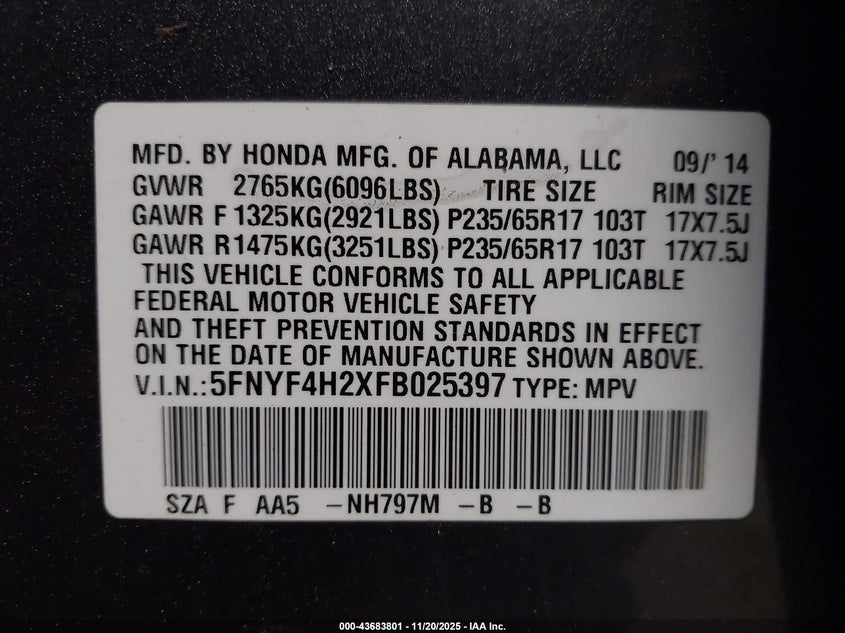 MFD. BY HONDA MFG. OF ALABAMA, LLC 09/' 14
GVWR 2765KG(6096LBS) TIRE SIZE RIM SIZE
GAWR F 1325KG(2921LBS) P235/65R17 103T 17X7.5J
GAWR R1475KG(3251LBS) P235/65R17 103T 17X7.5J
THIS VEHICLE CONFORMS TO ALL APPLICABLE
FEDERAL MOTOR VEHICLE SAFETY
AND THEFT PREVENTION STANDARDS IN EFFECT
ON THE DATE OF MANUFACTURE SHOWN ABOVE.
V.I.N.:5FNYF4H2XFB025397 TYPE: MPV
SZA F AA5 -NH797M -B -B
000-43683801 - 11/20/2025 - IAA Inc.